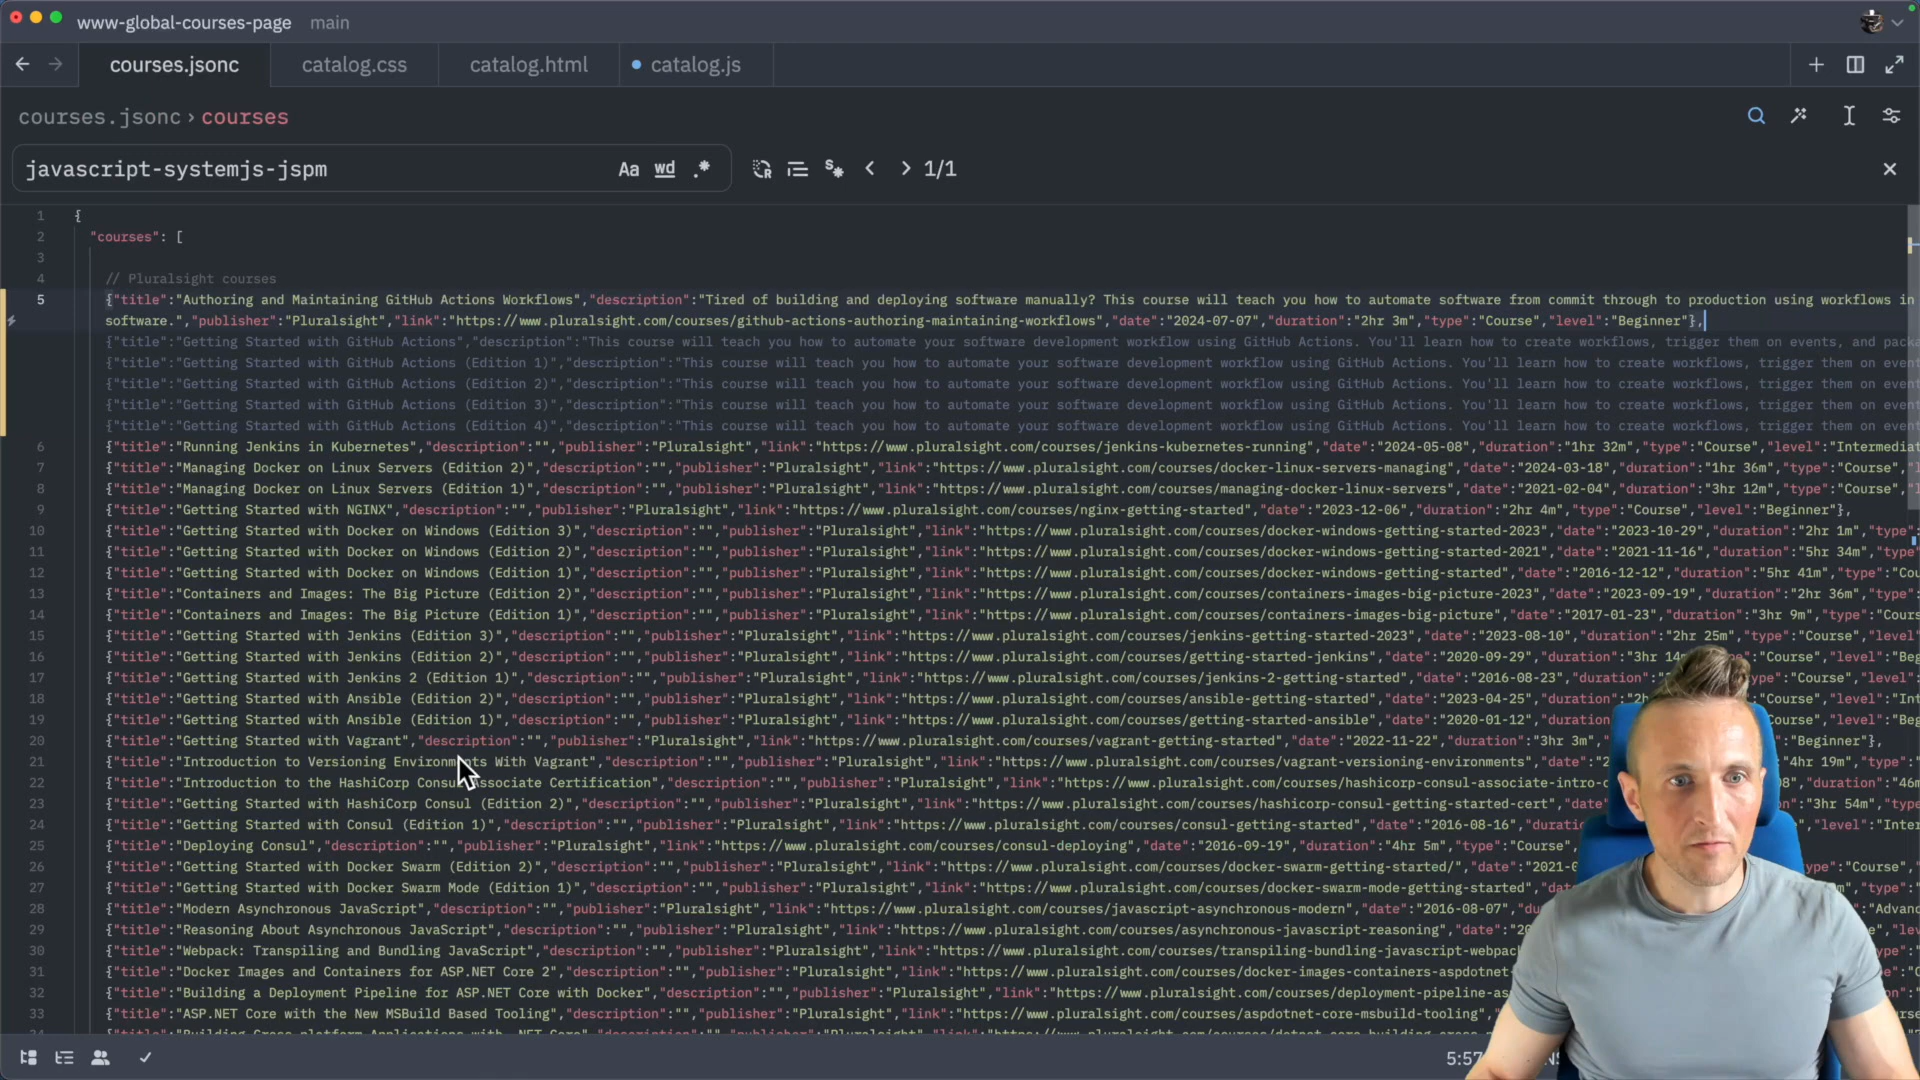 www-global-courses-page main
courses.jsonc catalog.css catalog.html catalog.js
courses.jsonc › courses
javascript-systemjs-jspm Aa wd .* 1/1
1 {
2 "courses": [
3
4 // Pluralsight courses
5 {"title":"Authoring and Maintaining GitHub Actions Workflows","description":"Tired of building and deploying software manually? This course will teach you how to automate software from commit through to production using workflows in
software.","publisher":"Pluralsight","link":"https://www.pluralsight.com/courses/github-actions-authoring-maintaining-workflows","date":"2024-07-07","duration":"2hr 3m","type":"Course","level":"Beginner"},
{"title":"Getting Started with GitHub Actions","description":"This course will teach you how to automate your software development workflow using GitHub Actions. You'll learn how to create workflows, trigger them on events, and pack
{"title":"Getting Started with GitHub Actions (Edition 1)","description":"This course will teach you how to automate your software development workflow using GitHub Actions. You'll learn how to create workflows, trigger them on event
{"title":"Getting Started with GitHub Actions (Edition 2)","description":"This course will teach you how to automate your software development workflow using GitHub Actions. You'll learn how to create workflows, trigger them on event
{"title":"Getting Started with GitHub Actions (Edition 3)","description":"This course will teach you how to automate your software development workflow using GitHub Actions. You'll learn how to create workflows, trigger them on event
{"title":"Getting Started with GitHub Actions (Edition 4)","description":"This course will teach you how to automate your software development workflow using GitHub Actions. You'll learn how to create workflows, trigger them on event
6 {"title":"Running Jenkins in Kubernetes","description":"","publisher":"Pluralsight","link":"https://www.pluralsight.com/courses/jenkins-kubernetes-running","date":"2024-05-08","duration":"1hr 32m","type":"Course","level":"Intermediat
7 {"title":"Managing Docker on Linux Servers (Edition 2)","description":"","publisher":"Pluralsight","link":"https://www.pluralsight.com/courses/docker-linux-servers-managing","date":"2024-03-18","duration":"1hr 36m","type":"Course","l
8 {"title":"Managing Docker on Linux Servers (Edition 1)","description":"","publisher":"Pluralsight","link":"https://www.pluralsight.com/courses/managing-docker-linux-servers","date":"2021-02-04","duration":"3hr 12m","type":"Course","l
9 {"title":"Getting Started with NGINX","description":"","publisher":"Pluralsight","link":"https://www.pluralsight.com/courses/nginx-getting-started","date":"2023-12-06","duration":"2hr 4m","type":"Course","level":"Beginner"},
10 {"title":"Getting Started with Docker on Windows (Edition 3)","description":"","publisher":"Pluralsight","link":"https://www.pluralsight.com/courses/docker-windows-getting-started-2023","date":"2023-10-29","duration":"2hr 1m","type":
11 {"title":"Getting Started with Docker on Windows (Edition 2)","description":"","publisher":"Pluralsight","link":"https://www.pluralsight.com/courses/docker-windows-getting-started-2021","date":"2021-11-16","duration":"5hr 34m","type"
12 {"title":"Getting Started with Docker on Windows (Edition 1)","description":"","publisher":"Pluralsight","link":"https://www.pluralsight.com/courses/docker-windows-getting-started","date":"2016-12-12","duration":"5hr 41m","type":"Cou
13 {"title":"Containers and Images: The Big Picture (Edition 2)","description":"","publisher":"Pluralsight","link":"https://www.pluralsight.com/courses/containers-images-big-picture-2023","date":"2023-09-19","duration":"2hr 36m","type":
14 {"title":"Containers and Images: The Big Picture (Edition 1)","description":"","publisher":"Pluralsight","link":"https://www.pluralsight.com/courses/containers-images-big-picture","date":"2017-01-23","duration":"3hr 9m","type":"Cours
15 {"title":"Getting Started with Jenkins (Edition 3)","description":"","publisher":"Pluralsight","link":"https://www.pluralsight.com/courses/jenkins-getting-started-2023","date":"2023-08-10","duration":"2hr 25m","type":"Course","level"
16 {"title":"Getting Started with Jenkins (Edition 2)","description":"","publisher":"Pluralsight","link":"https://www.pluralsight.com/courses/getting-started-jenkins","date":"2020-09-29","duration":"3hr 14 "Course","level":"Beg
17 {"title":"Getting Started with Jenkins 2 (Edition 1)","description":"","publisher":"Pluralsight","link":"https://www.pluralsight.com/courses/jenkins-2-getting-started","date":"2016-08-23","duration":" "Course","level":"B
18 {"title":"Getting Started with Ansible (Edition 2)","description":"","publisher":"Pluralsight","link":"https://www.pluralsight.com/courses/ansible-getting-started","date":"2023-04-25","duration":"2h "Course","level":"Int
19 {"title":"Getting Started with Ansible (Edition 1)","description":"","publisher":"Pluralsight","link":"https://www.pluralsight.com/courses/getting-started-ansible","date":"2020-01-12","duration":" "Course","level":"Beg
20 {"title":"Getting Started with Vagrant","description":"","publisher":"Pluralsight","link":"https://www.pluralsight.com/courses/vagrant-getting-started","date":"2022-11-22","duration":"3hr 3m" "Beginner"},
21 {"title":"Introduction to Versioning Environments With Vagrant","description":"","publisher":"Pluralsight","link":"https://www.pluralsight.com/courses/vagrant-versioning-environments","date":"2 4hr 19m","type
22 {"title":"Introduction to the HashiCorp Consul Associate Certification","description":"","publisher":"Pluralsight","link":"https://www.pluralsight.com/courses/hashicorp-consul-associate-intro-c 08","duration":"46m
23 {"title":"Getting Started with HashiCorp Consul (Edition 2)","description":"","publisher":"Pluralsight","link":"https://www.pluralsight.com/courses/hashicorp-consul-getting-started-cert","date" "3hr 54m","type
24 {"title":"Getting Started with Consul (Edition 1)","description":"","publisher":"Pluralsight","link":"https://www.pluralsight.com/courses/consul-getting-started","date":"2016-08-16","duratio ,"level":"Inter
25 {"title":"Deploying Consul","description":"","publisher":"Pluralsight","link":"https://www.pluralsight.com/courses/consul-deploying","date":"2016-09-19","duration":"4hr 5m","type":"Course",
26 {"title":"Getting Started with Docker Swarm (Edition 2)","description":"","publisher":"Pluralsight","link":"https://www.pluralsight.com/courses/docker-swarm-getting-started/","date":"2021-0 "Course"
27 {"title":"Getting Started with Docker Swarm Mode (Edition 1)","description":"","publisher":"Pluralsight","link":"https://www.pluralsight.com/courses/docker-swarm-mode-getting-started","dat m","type":"Co
28 {"title":"Modern Asynchronous JavaScript","description":"","publisher":"Pluralsight","link":"https://www.pluralsight.com/courses/javascript-asynchronous-modern","date":"2016-08-07","du "Advanc
29 {"title":"Reasoning About Asynchronous JavaScript","description":"","publisher":"Pluralsight","link":"https://www.pluralsight.com/courses/asynchronous-javascript-reasoning","date":"20
30 {"title":"Webpack: Transpiling and Bundling JavaScript","description":"","publisher":"Pluralsight","link":"https://www.pluralsight.com/courses/transpiling-bundling-javascript-webpac
31 {"title":"Docker Images and Containers for ASP.NET Core 2","description":"","publisher":"Pluralsight","link":"https://www.pluralsight.com/courses/docker-images-containers-aspdotnet-
32 {"title":"Building a Deployment Pipeline for ASP.NET Core with Docker","description":"","publisher":"Pluralsight","link":"https://www.pluralsight.com/courses/deployment-pipeline-as
33 {"title":"ASP.NET Core with the New MSBuild Based Tooling","description":"","publisher":"Pluralsight","link":"https://www.pluralsight.com/courses/aspdotnet-core-msbuild-tooling",
5:57